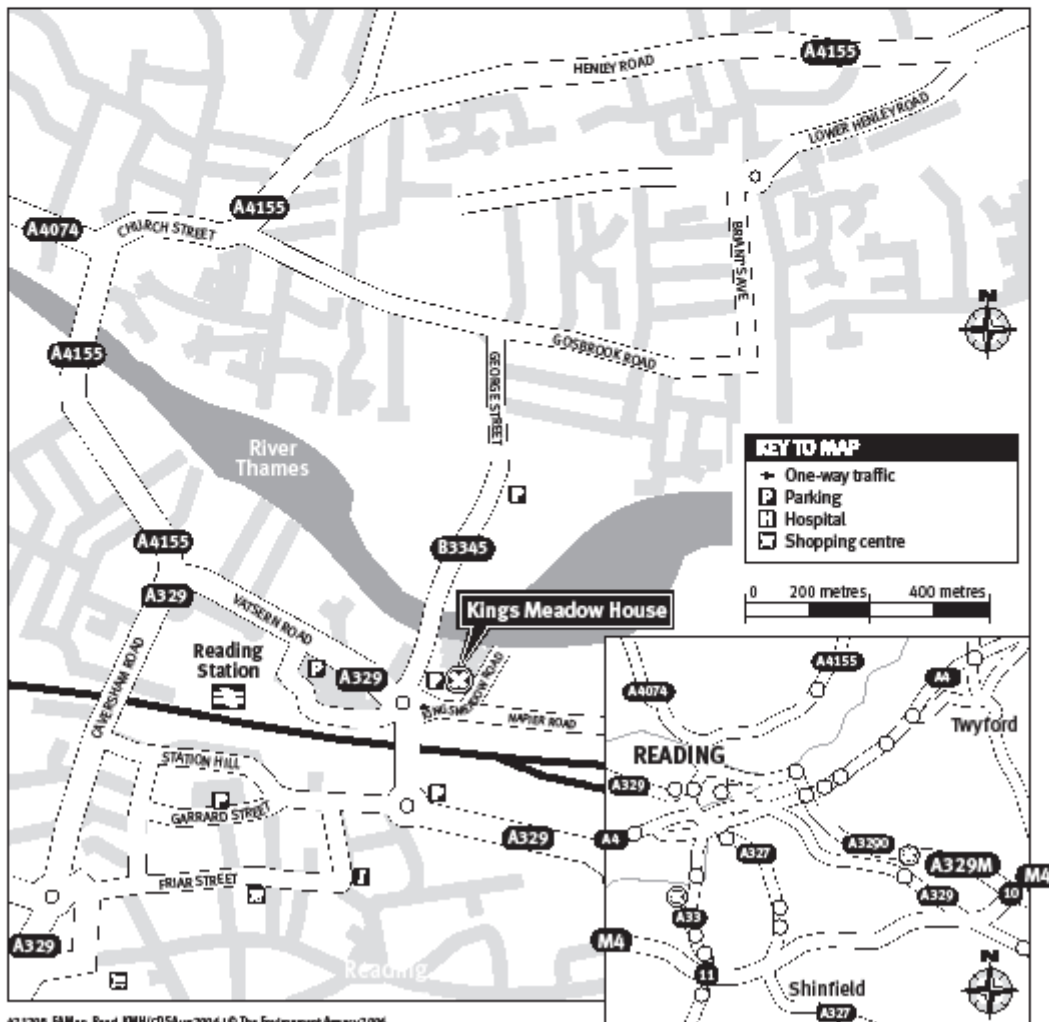 A4155
HENLEY ROAD
LOWER HENLEY ROAD
A4155
A4074
CHURCH STREET
BRIANTS AVE
N
A4155
GOSBROOK ROAD
GEORGE STREET
River
Thames
KEY TO MAP
One-way traffic
P Parking
H Hospital
Shopping centre
P
A4155
B3345
0 200 metres 400 metres
A329
VATSERN ROAD
Kings Meadow House
Reading
Station
P
A329
P
KINGS MEADOW ROAD
NAPIER ROAD
CAVERSHAM ROAD
STATION HILL
P
P
GARRARD STREET
A329
FRIAR STREET
A329
Reading
A4155
A4074
A4
Twyford
READING
A329
A4
A3290
A327
A329M
M4
A329
10
A33
M4
11
N
Shinfield
A327